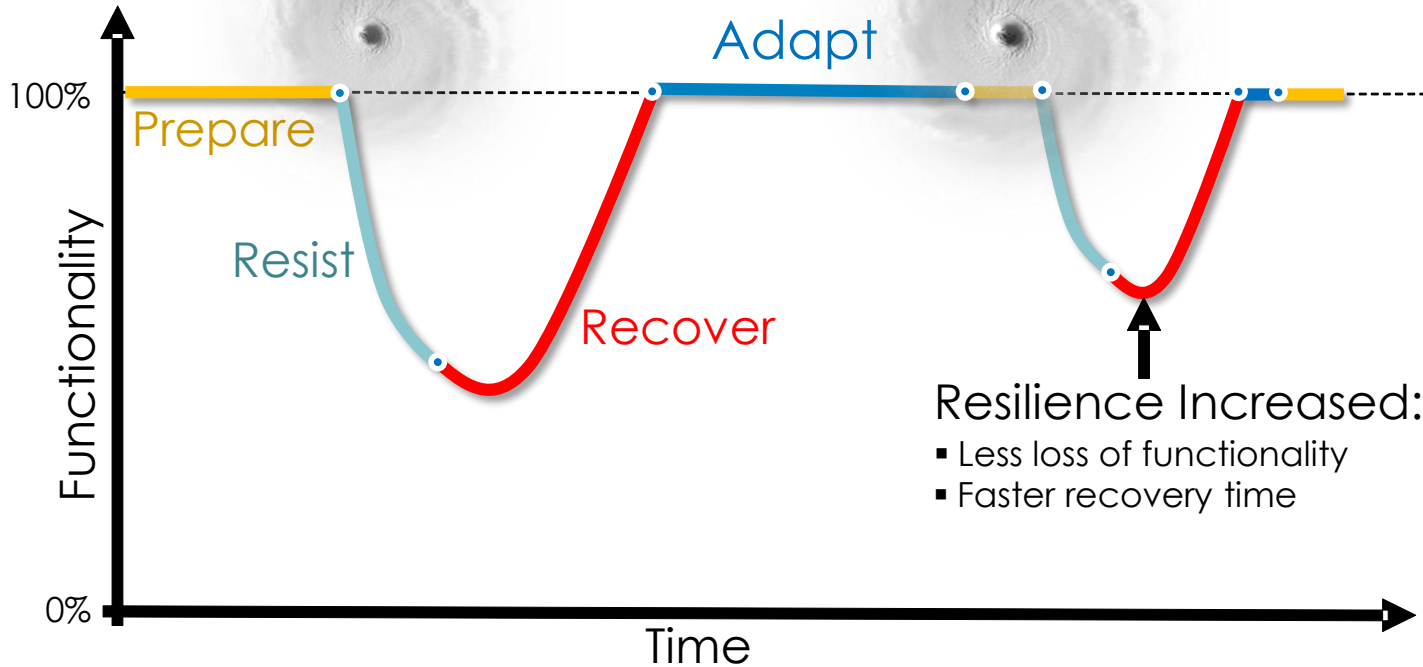 Adapt
100%
Prepare
Resist
Recover
Functionality
Resilience Increased:
▪ Less loss of functionality
▪ Faster recovery time
0%
Time